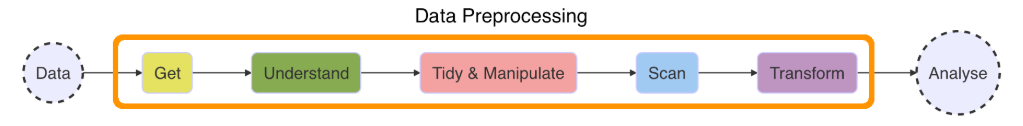 Data Preprocessing
Data
Get
Understand
Tidy & Manipulate
Scan
Transform
Analyse